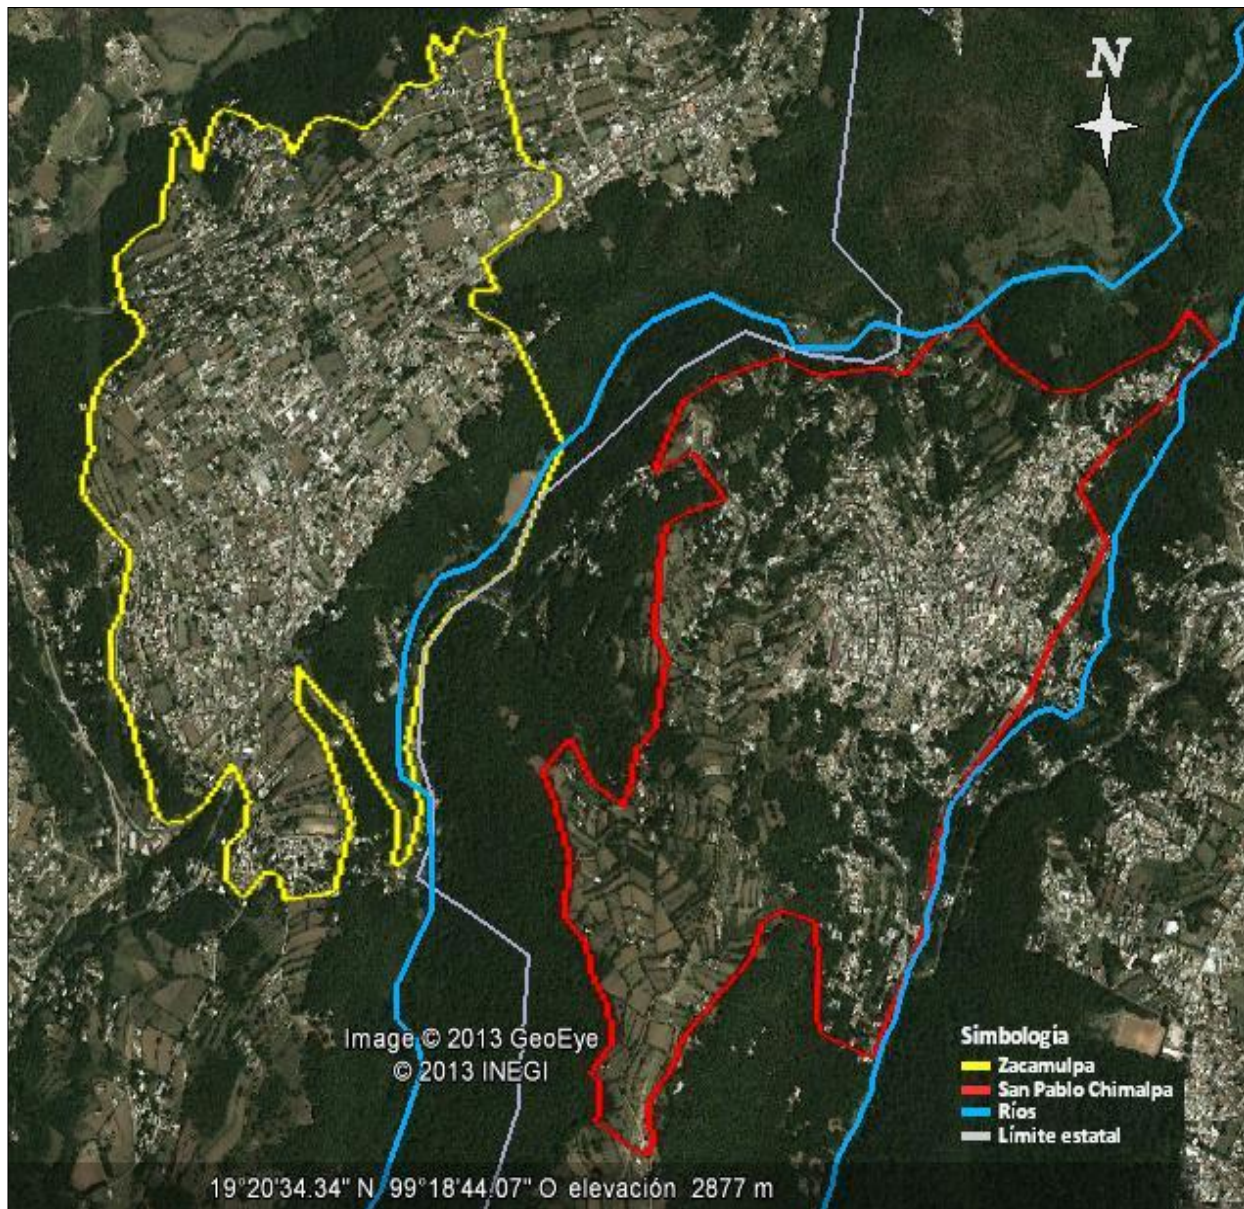 N
Image © 2013 GeoEye
© 2013 INEGI
Simbología
Zacamulpa
San Pablo Chimalpa
Ríos
Límite estatal
19°20'34.34" N 99°18'44.07" O elevación 2877 m